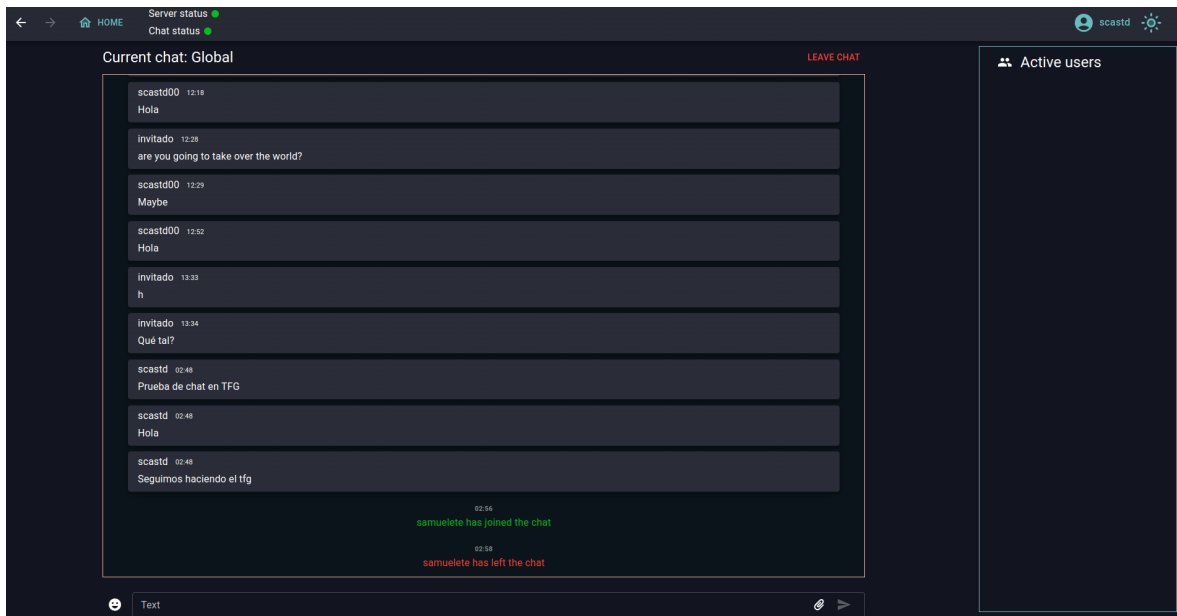 HOME
Server status
Chat status
scastd
Current chat: Global
LEAVE CHAT
Active users
scastd00 12:18
Hola
invitado 12:28
are you going to take over the world?
scastd00 12:29
Maybe
scastd00 12:52
Hola
invitado 13:33
h
invitado 13:34
Qué tal?
scastd 02:48
Prueba de chat en TFG
scastd 02:48
Hola
scastd 02:48
Seguimos haciendo el tfg
02:56
samuelete has joined the chat
02:58
samuelete has left the chat
Text